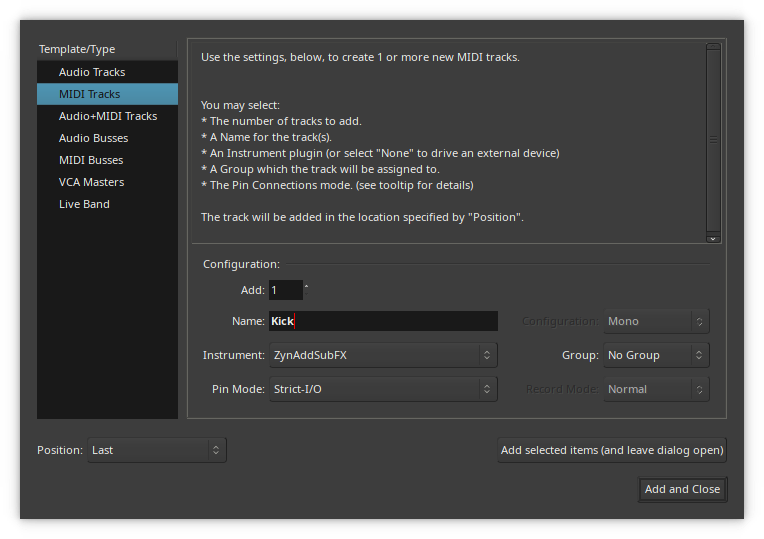 Template/Type
Audio Tracks
MIDI Tracks
Audio+MIDI Tracks
Audio Busses
MIDI Busses
VCA Masters
Live Band
Use the settings, below, to create 1 or more new MIDI tracks.
You may select:
* The number of tracks to add.
* A Name for the track(s).
* An Instrument plugin (or select "None" to drive an external device)
* A Group which the track will be assigned to.
* The Pin Connections mode. (see tooltip for details)
The track will be added in the location specified by "Position".
Configuration:
Add: 1
Name: Kick Configuration: Mono
Instrument: ZynAddSubFX Group: No Group
Pin Mode: Strict-I/O Record Mode: Normal
Position: Last Add selected items (and leave dialog open)
Add and Close